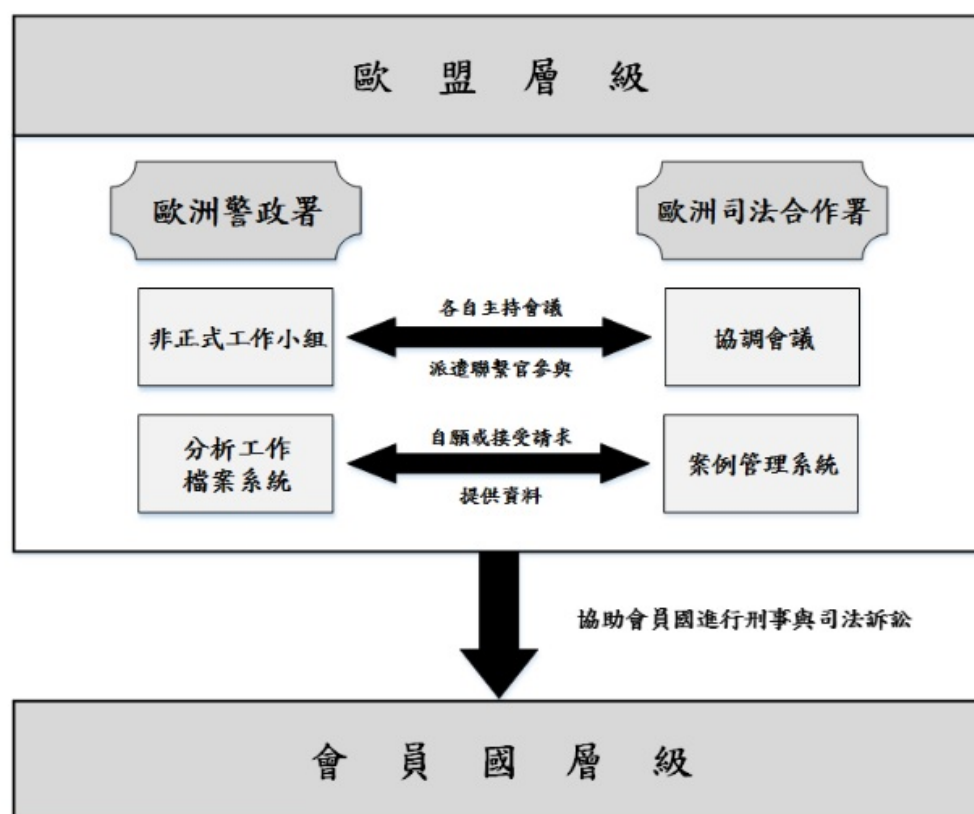 歐盟層級
歐洲警政署
歐洲司法合作署
非正式工作小組
各自主持會議
派遣聯繫官參與
協調會議
分析工作
檔案系統
自願或接受請求
提供資料
案例管理系統
協助會員國進行刑事與司法訴訟
會員國層級